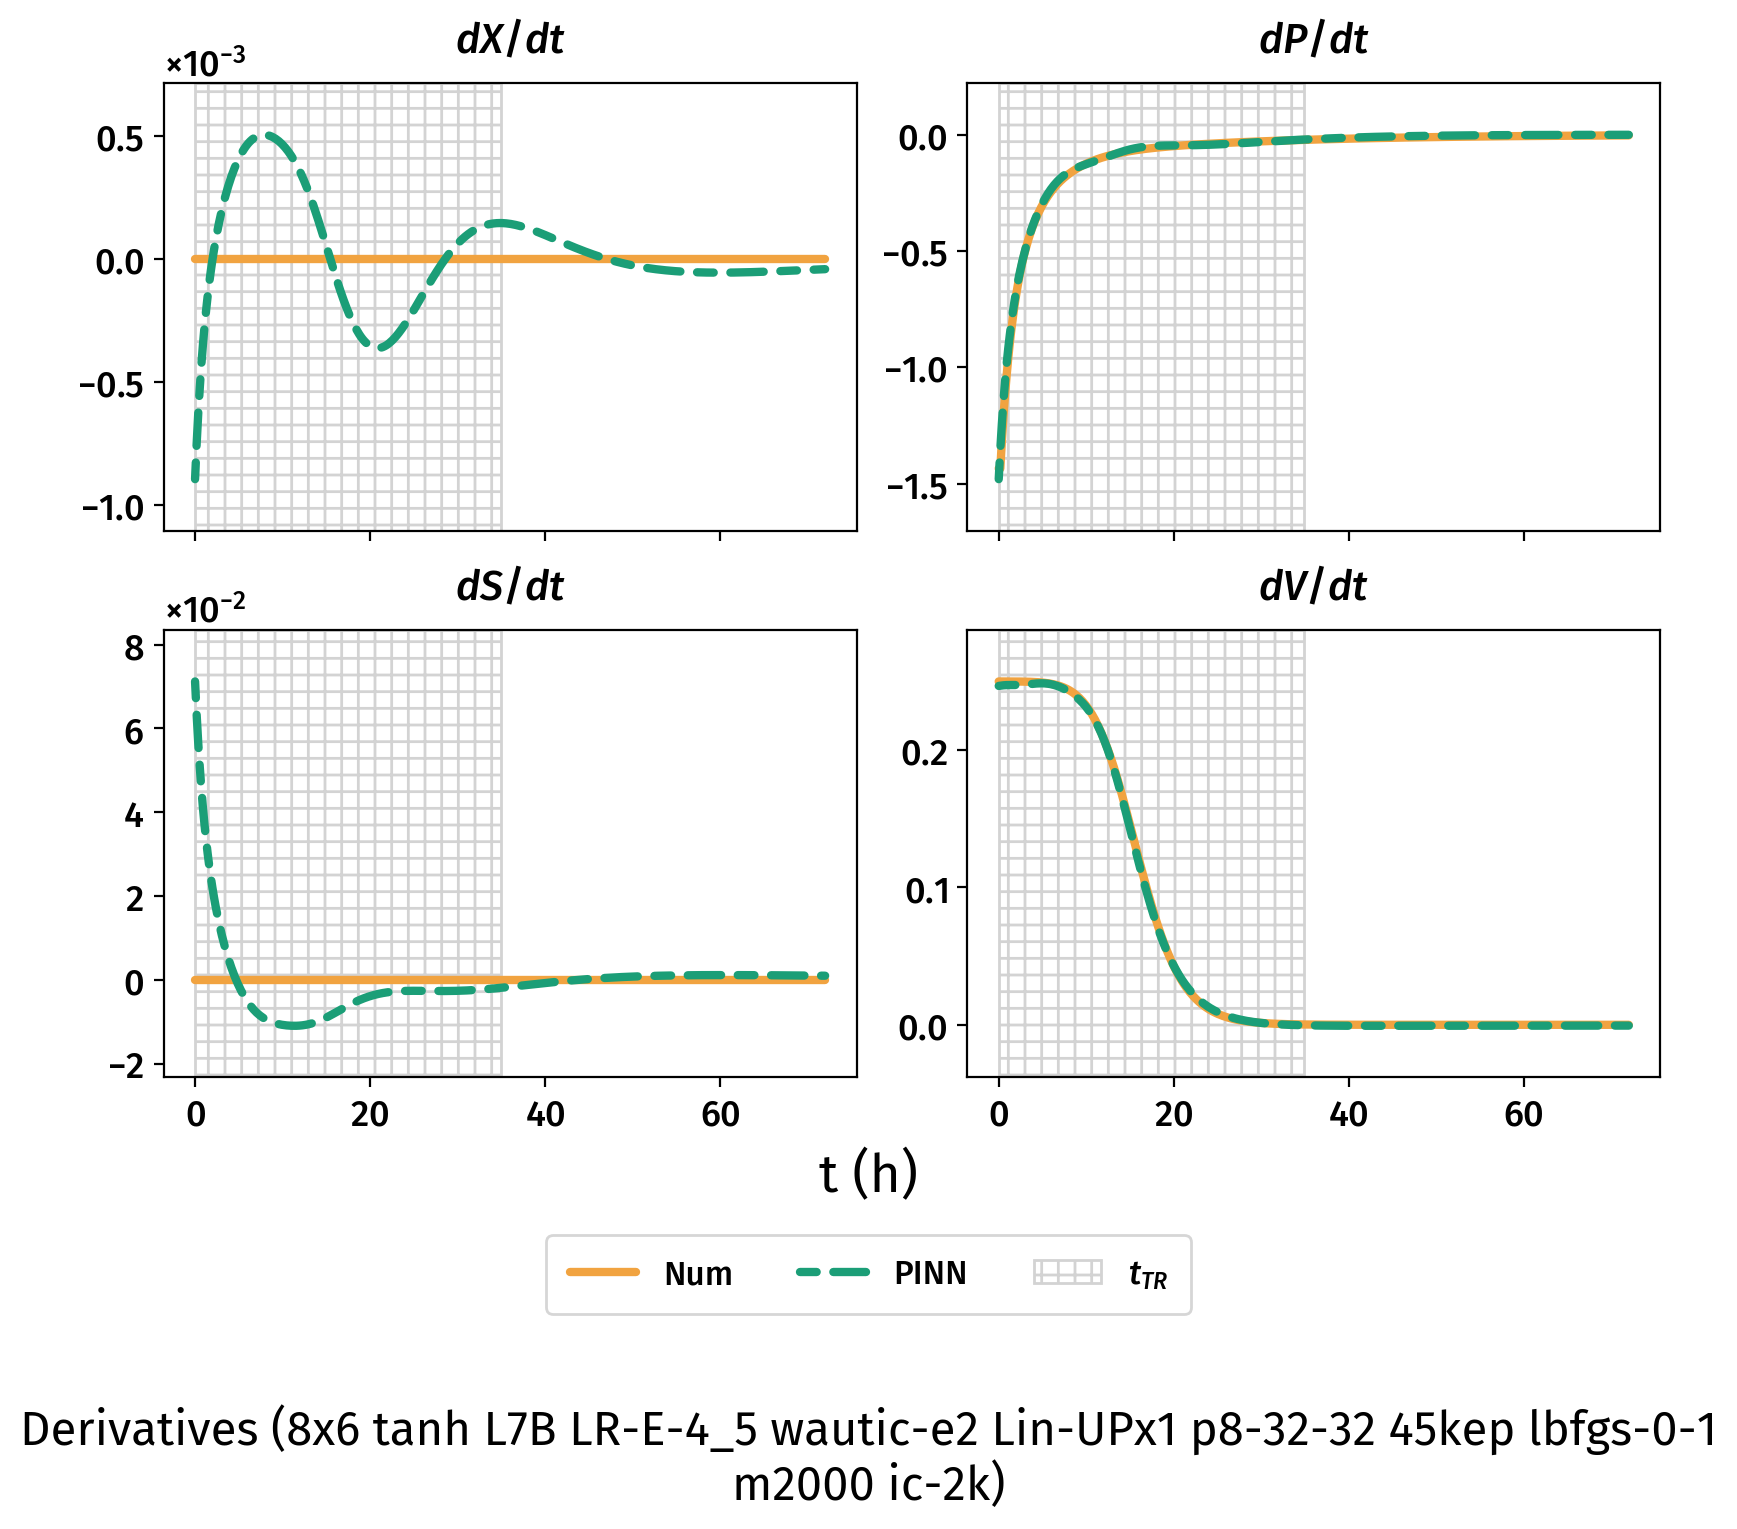 dX/dt
×10⁻³
0.5
0.0
−0.5
−1.0
dP/dt
0.0
−0.5
−1.0
−1.5
dS/dt
×10⁻²
8
6
4
2
0
−2
0 20 40 60
dV/dt
0.2
0.1
0.0
0 20 40 60
t (h)
Num PINN t_TR
Derivatives (8x6 tanh L7B LR-E-4_5 wautic-e2 Lin-UPx1 p8-32-32 45kep lbfgs-0-1
m2000 ic-2k)